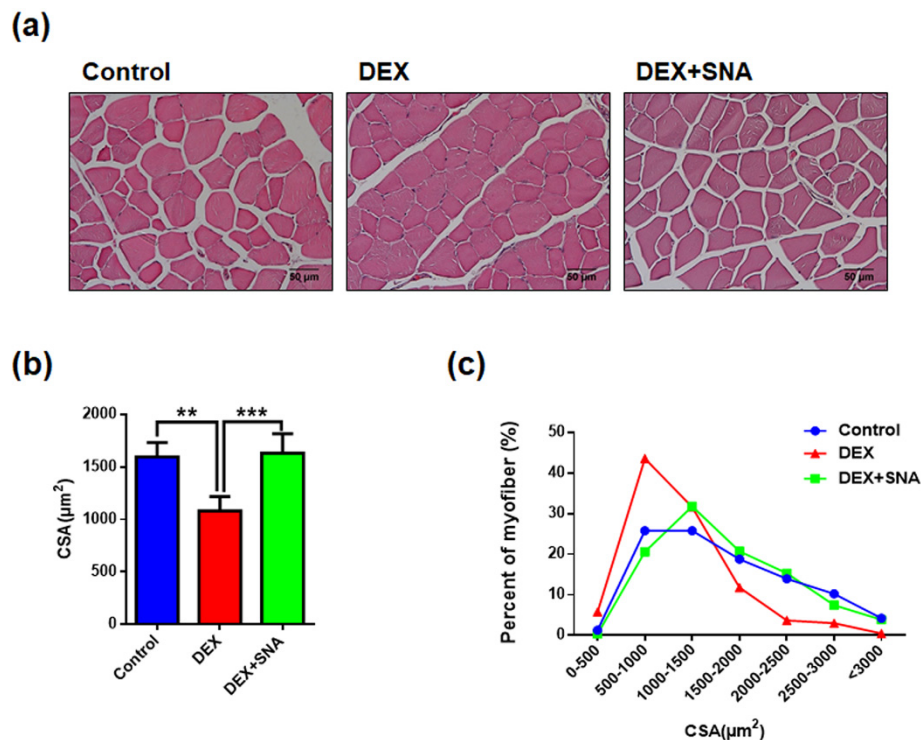 (a)
Control
DEX
DEX+SNA
50 µm
50 µm
50 µm
(b)
2000
1500
1000
500
0
CSA(µm²)
**
***
Control
DEX
DEX+SNA
(c)
50
40
30
20
10
0
Percent of myofiber (%)
Control
DEX
DEX+SNA
0-500
500-1000
1000-1500
1500-2000
2000-2500
2500-3000
<3000
CSA(µm²)